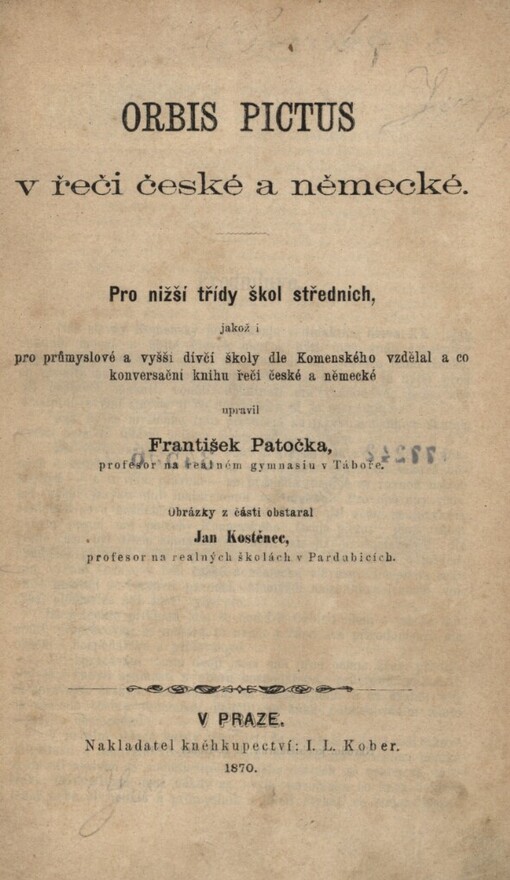 ORBIS PICTUS
v řeči české a německé.
Pro nižší třídy škol středních,
jakož i
pro průmyslové a vyšší dívčí školy dle Komenského vzdělal a co
konversační knihu řečí české a německé
upravil
František Patočka,
profesor na reálném gymnasiu v Táboře.
Obrázky z části obstaral
Jan Kostěnec,
profesor na realných školách v Pardubicích.
V PRAZE.
Nakladatel kněhkupectví: I. L. Kober.
1870.